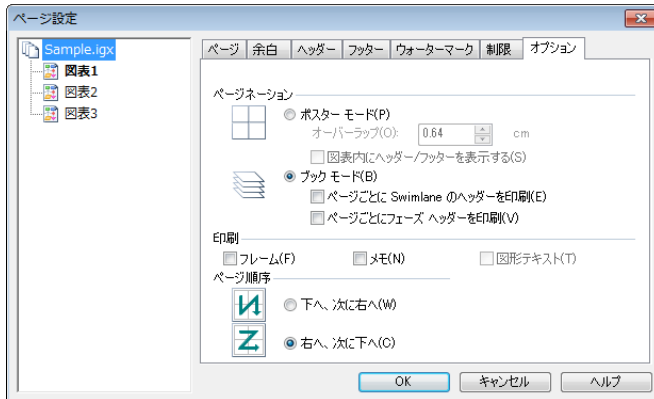 ページ設定
Sample.igx
図表1
図表2
図表3
ページ 余白 ヘッダー フッター ウォーターマーク 制限 オプション
ページネーション
ポスター モード(P)
オーバーラップ(O): 0.64 cm
図表内にヘッダー/フッターを表示する(S)
ブック モード(B)
ページごとに Swimlane のヘッダーを印刷(E)
ページごとにフェーズ ヘッダーを印刷(V)
印刷
フレーム(F) メモ(N) 図形テキスト(T)
ページ順序
下へ、次に右へ(W)
右へ、次に下へ(C)
OK キャンセル ヘルプ